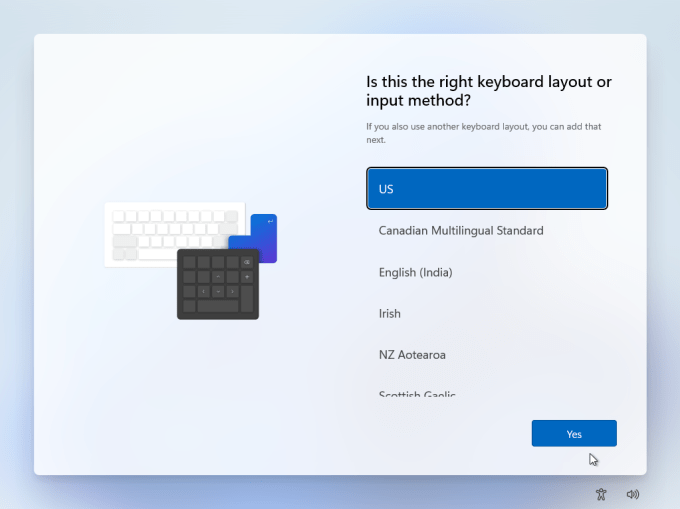 Is this the right keyboard layout or
input method?
If you also use another keyboard layout, you can add that
next.
US
Canadian Multilingual Standard
English (India)
Irish
NZ Aotearoa
Scottish Gaelic
Yes